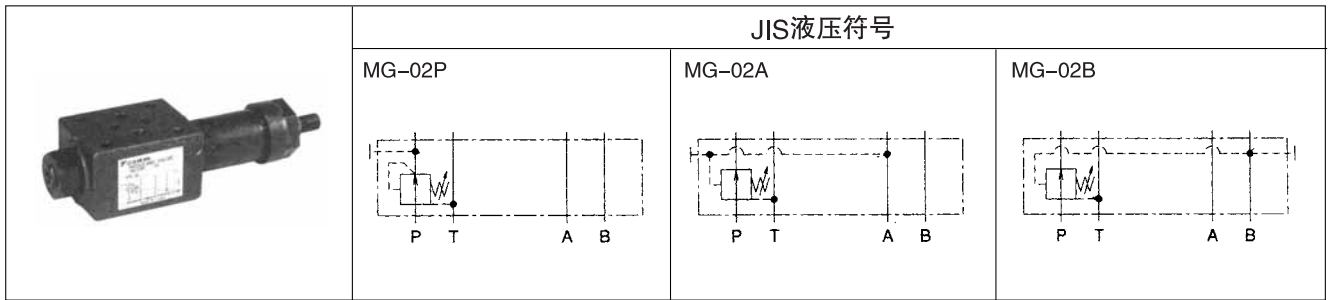 JIS液压符号
MG-02P
MG-02A
MG-02B
P T A B
P T A B
P T A B